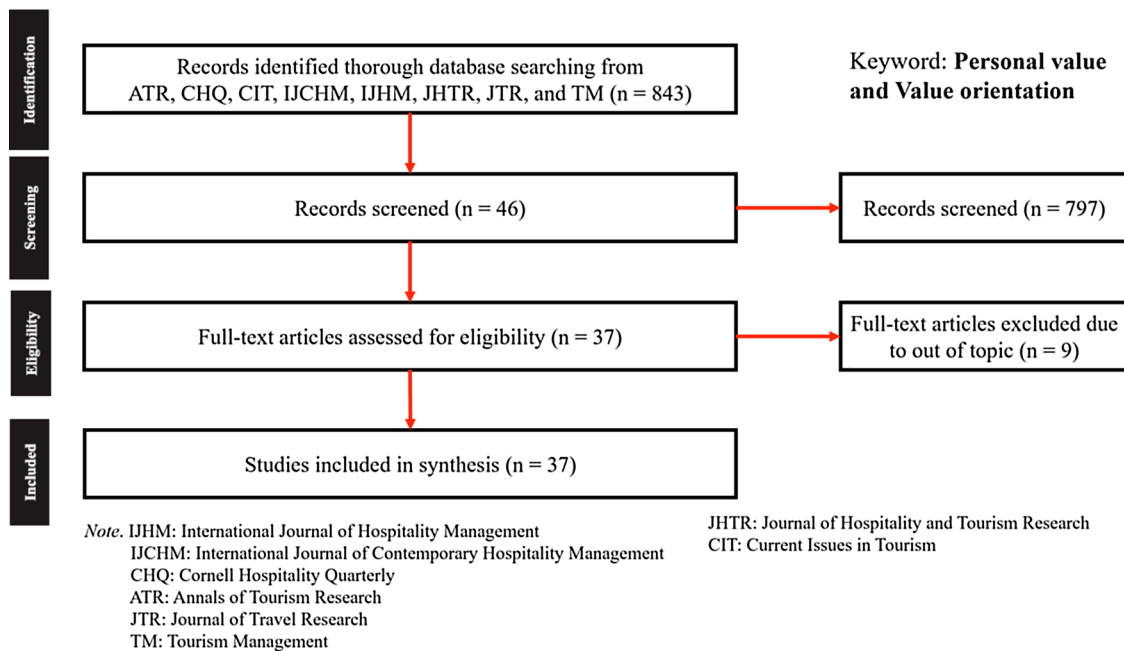 Identification
Records identified thorough database searching from
ATR, CHQ, CIT, IJCHM, IJHM, JHTR, JTR, and TM (n = 843)
Keyword: Personal value
and Value orientation
Screening
Records screened (n = 46)
Records screened (n = 797)
Eligibility
Full-text articles assessed for eligibility (n = 37)
Full-text articles excluded due
to out of topic (n = 9)
Included
Studies included in synthesis (n = 37)
Note. IJHM: International Journal of Hospitality Management
IJCHM: International Journal of Contemporary Hospitality Management
CHQ: Cornell Hospitality Quarterly
ATR: Annals of Tourism Research
JTR: Journal of Travel Research
TM: Tourism Management
JHTR: Journal of Hospitality and Tourism Research
CIT: Current Issues in Tourism